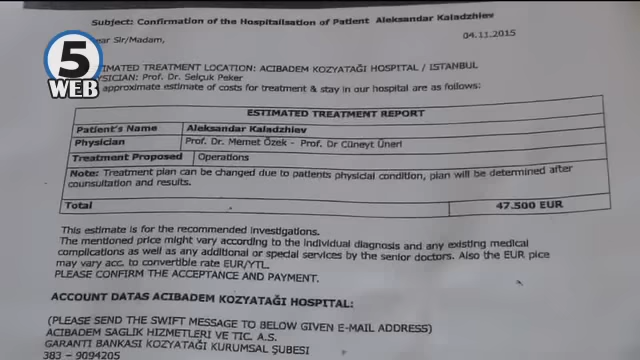 Subject: Confirmation of the Hospitalisation of Patient Aleksandar Kaladzhiev
04.11.2015
ear Sir/Madam,
5
WEB
TIMATED TREATMENT LOCATION: ACIBADEM KOZYATAĞI HOSPITAL / ISTANBUL
YSICIAN: Prof. Dr. Selçuk Peker
approximate estimate of costs for treatment & stay in our hospital are as follows:
ESTIMATED TREATMENT REPORT
Patient's Name Aleksandar Kaladzhiev
Physician Prof. Dr. Memet Özek - Prof. Dr Cüneyt Üneri
Treatment Proposed Operations
Note: Treatment plan can be changed due to patients physicial condition, plan will be determined after
counsultation and results.
Total 47.500 EUR
This estimate is for the recommended investigations.
The mentioned price might vary according to the individual diagnosis and any existing medical
complications as well as any additional or special services by the senior doctors. Also the EUR pice
may vary acc. to convertible rate EUR/YTL.
PLEASE CONFIRM THE ACCEPTANCE AND PAYMENT.
ACCOUNT DATAS ACIBADEM KOZYATAĞI HOSPITAL:
(PLEASE SEND THE SWIFT MESSAGE TO BELOW GIVEN E-MAIL ADDRESS)
ACIBADEM SAGLIK HIZMETLERI VE TIC. A.S.
GARANTI BANKASI KOZYATAĞI KURUMSAL ŞUBESI
383 - 9094205